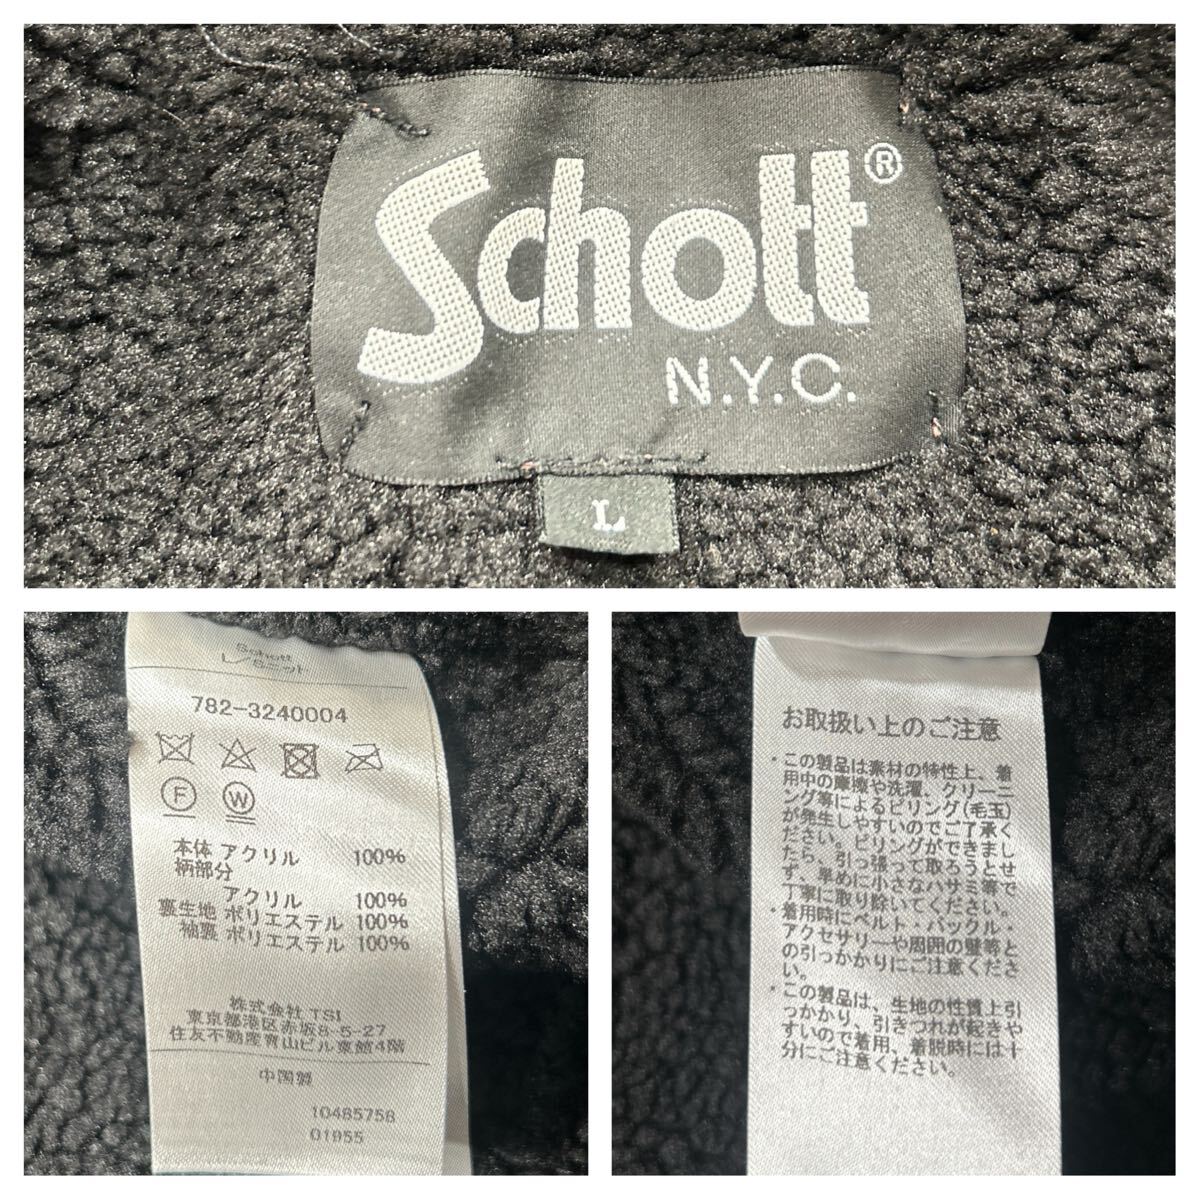 Schott®
N.Y.C.
L
Schott
782-3240004
F W
本体 アクリル 100%
柄部分
アクリル 100%
裏生地 ポリエステル 100%
袖裏 ポリエステル 100%
株式会社 TSI
東京都港区赤坂8-5-27
住友不動産青山ビル東館4階
中国製
10485758
01955
お取扱い上のご注意
・この製品は素材の特性上、着
用中の摩擦や洗濯、クリーニ
ング等によるピリング(毛玉)
が発生しやすいのでご了承く
ださい。ピリングができまし
たら、引っ張って取ろうとせ
ず、早めに小さなハサミ等で
丁寧に取り除いてください。
・着用時にベルト・バックル・
アクセサリーや周囲の壁等と
の引っかかりにご注意くださ
い。
・この製品は、生地の性質上引
っかかり、引きつれが起きや
すいので着用、着脱時には十
分にご注意ください。